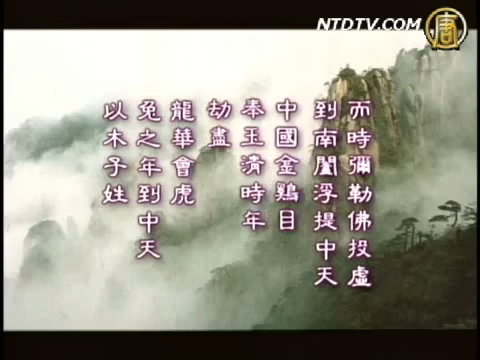 NTDTV.COM
唐
而時彌勒佛投虛
到南閻浮提中天
中國金鷄目
奉玉清時年
劫盡
龍華會虎
兔之年到中天
以木子姓